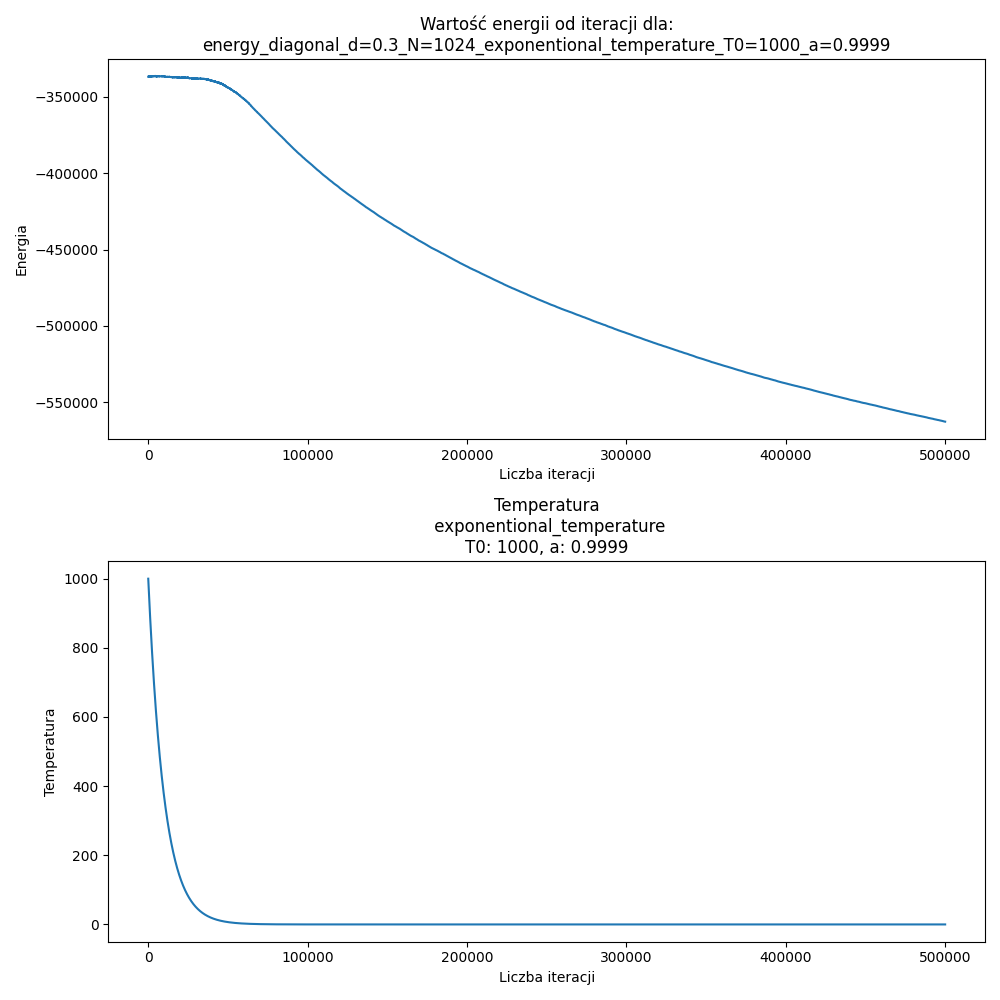 Wartość energii od iteracji dla:
energy_diagonal_d=0.3_N=1024_exponentional_temperature_T0=1000_a=0.9999
−350000
−400000
−450000
−500000
−550000
Energia
0
100000
200000
300000
400000
500000
Liczba iteracji
Temperatura
exponentional_temperature
T0: 1000, a: 0.9999
1000
800
600
400
200
0
Temperatura
0
100000
200000
300000
400000
500000
Liczba iteracji